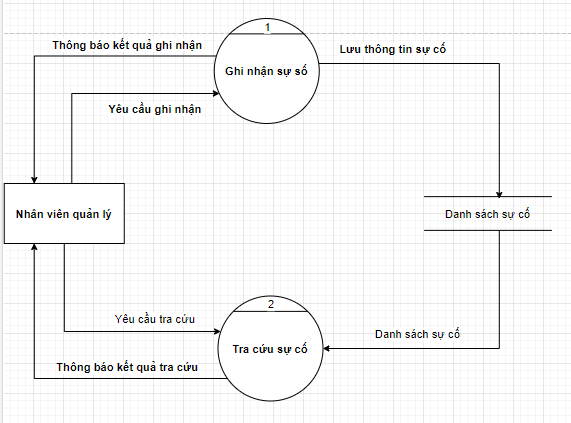 1
Thông báo kết quả ghi nhận
Lưu thông tin sự cố
Ghi nhận sự số
Yêu cầu ghi nhận
Nhân viên quản lý
Danh sách sự cố
2
Yêu cầu tra cứu
Danh sách sự cố
Tra cứu sự cố
Thông báo kết quả tra cứu